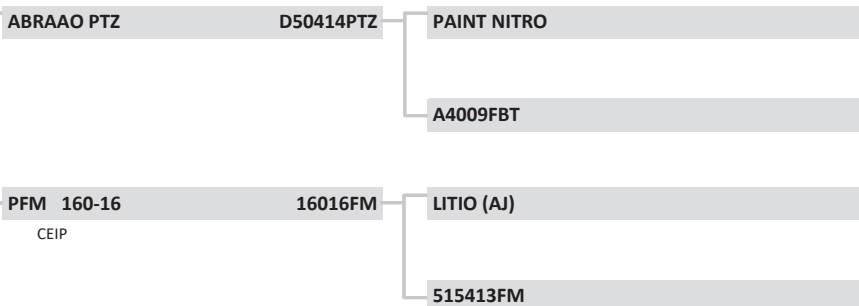 ABRAAO PTZ D50414PTZ PAINT NITRO
A4009FBT
PFM 160-16 16016FM LITIO (AJ)
CEIP
515413FM